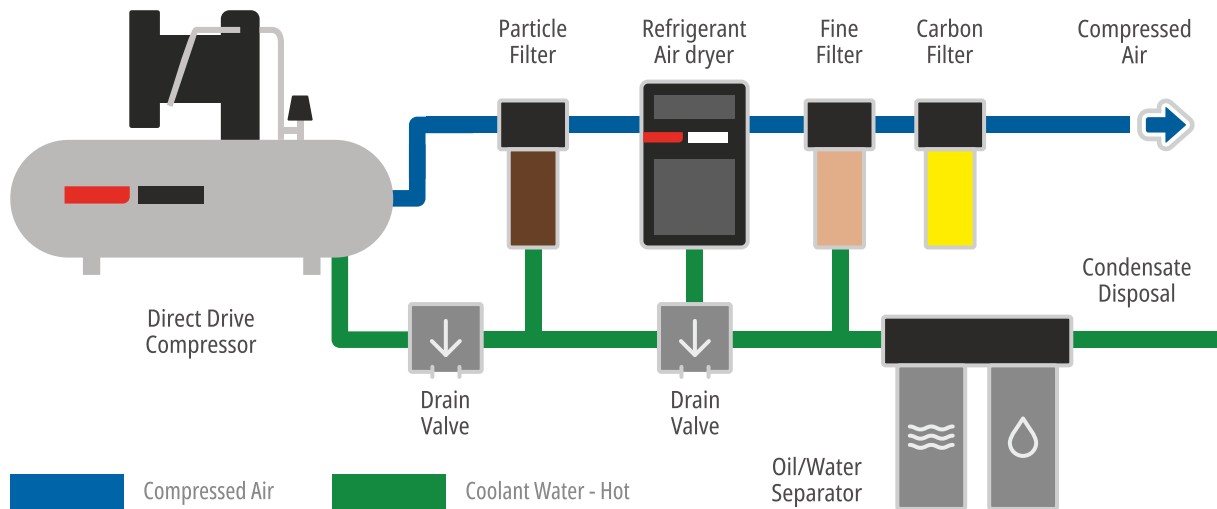 Particle
Filter
Refrigerant
Air dryer
Fine
Filter
Carbon
Filter
Compressed
Air
Condensate
Disposal
Direct Drive
Compressor
Drain
Valve
Drain
Valve
Oil/Water
Separator
Compressed Air
Coolant Water - Hot